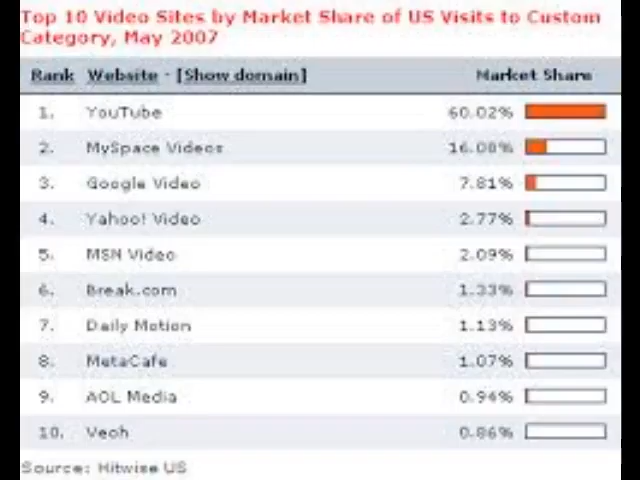 Top 10 Video Sites by Market Share of US Visits to Custom
Category, May 2007
Rank Website - [Show domain] Market Share
1. YouTube 60.02%
2. MySpace Videos 16.08%
3. Google Video 7.81%
4. Yahoo! Video 2.77%
5. MSN Video 2.09%
6. Break.com 1.33%
7. Daily Motion 1.13%
8. MetaCafe 1.07%
9. AOL Media 0.94%
10. Veoh 0.86%
Source: Hitwise US